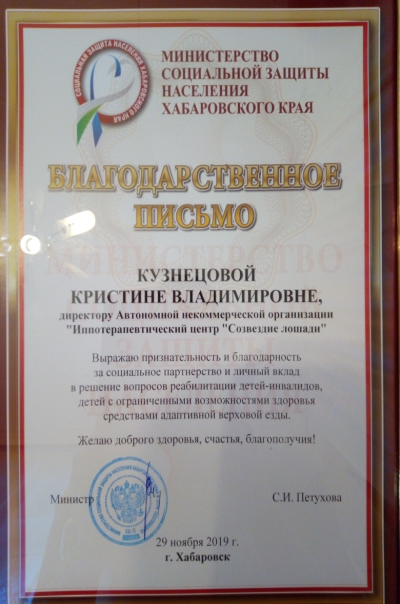 СОЦИАЛЬНАЯ ЗАЩИТА НАСЕЛЕНИЯ ХАБАРОВСКОГО КРАЯ
МИНИСТЕРСТВО
СОЦИАЛЬНОЙ ЗАЩИТЫ
НАСЕЛЕНИЯ
ХАБАРОВСКОГО КРАЯ
БЛАГОДАРСТВЕННОЕ
ПИСЬМО
КУЗНЕЦОВОЙ
КРИСТИНЕ ВЛАДИМИРОВНЕ,
директору Автономной некоммерческой организации
"Иппотерапевтический центр "Созвездие лошади"
Выражаю признательность и благодарность
за социальное партнерство и личный вклад
в решение вопросов реабилитации детей-инвалидов,
детей с ограниченными возможностями здоровья
средствами адаптивной верховой езды.
Желаю доброго здоровья, счастья, благополучия!
Министр
С.И. Петухова
29 ноября 2019 г.
г. Хабаровск